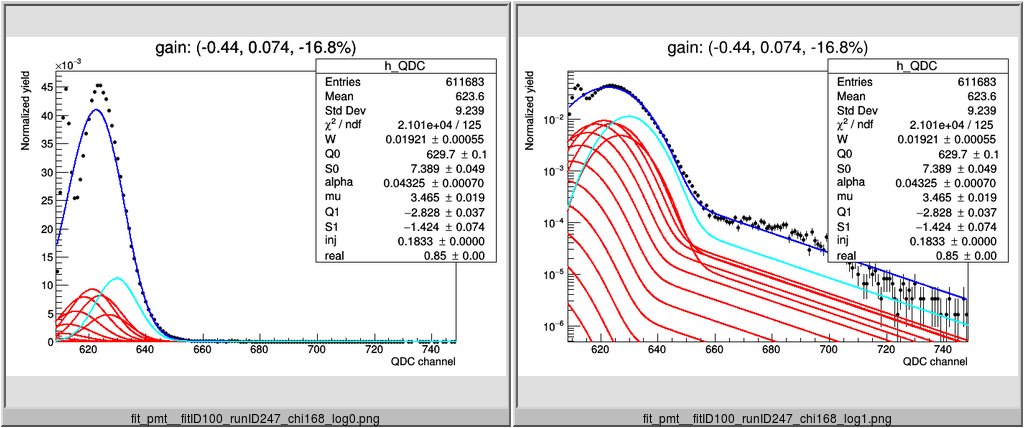 gain: (-0.44, 0.074, -16.8%)
×10⁻³
Normalized yield
45
40
35
30
25
20
15
10
5
0
620 640 660 680 700 720 740
QDC channel
h_QDC
Entries 611683
Mean 623.6
Std Dev 9.239
χ² / ndf 2.101e+04 / 125
W 0.01921 ± 0.00055
Q0 629.7 ± 0.1
S0 7.389 ± 0.049
alpha 0.04325 ± 0.00070
mu 3.465 ± 0.019
Q1 −2.828 ± 0.037
S1 −1.424 ± 0.074
inj 0.1833 ± 0.0000
real 0.85 ± 0.00
fit_pmt__fitID100_runID247_chi168_log0.png
gain: (-0.44, 0.074, -16.8%)
Normalized yield
10⁻²
10⁻³
10⁻⁴
10⁻⁵
10⁻⁶
620 640 660 680 700 720 740
QDC channel
h_QDC
Entries 611683
Mean 623.6
Std Dev 9.239
χ² / ndf 2.101e+04 / 125
W 0.01921 ± 0.00055
Q0 629.7 ± 0.1
S0 7.389 ± 0.049
alpha 0.04325 ± 0.00070
mu 3.465 ± 0.019
Q1 −2.828 ± 0.037
S1 −1.424 ± 0.074
inj 0.1833 ± 0.0000
real 0.85 ± 0.00
fit_pmt__fitID100_runID247_chi168_log1.png